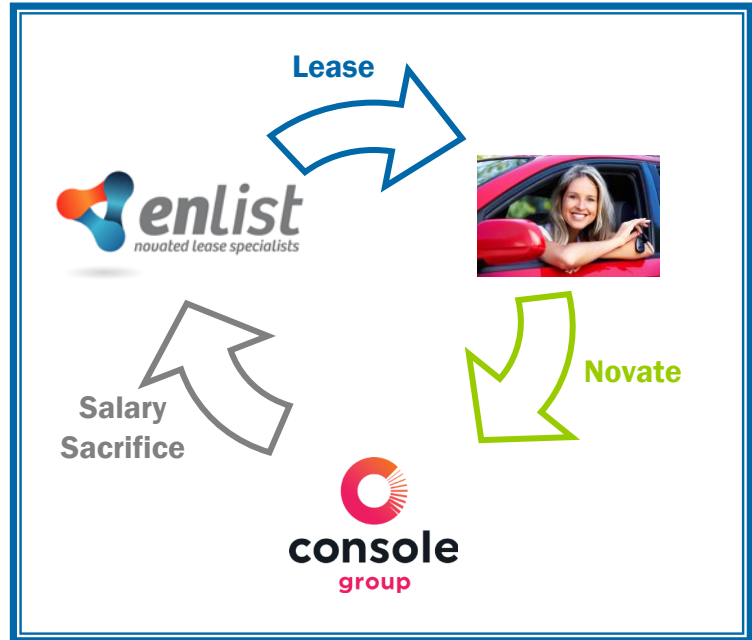 Lease
enlist
novated lease specialists
Novate
Salary
Sacrifice
console
group